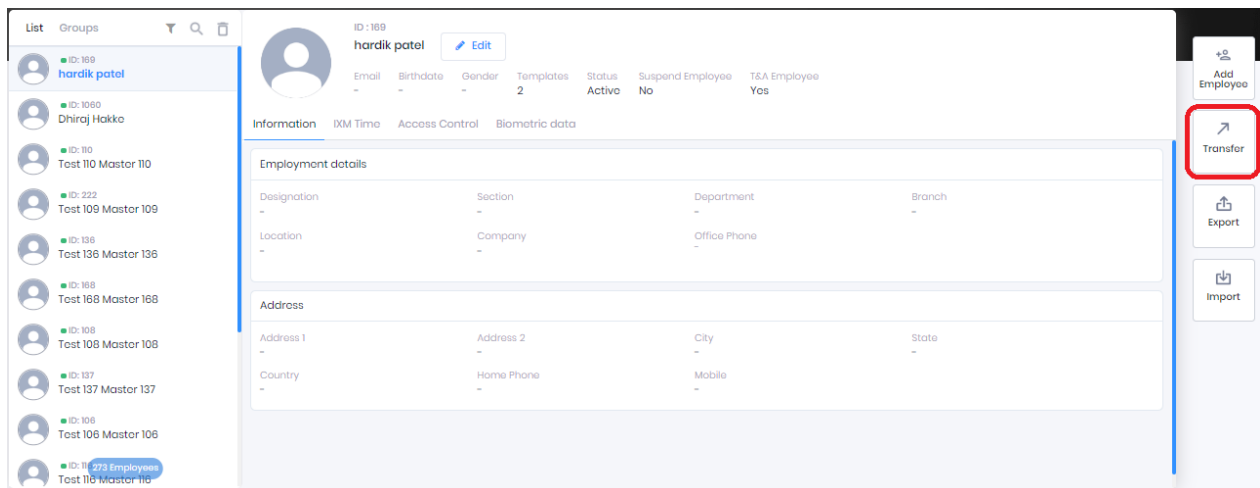 List Groups
ID: 169
hardik patel
ID: 1060
Dhiraj Hakke
ID: 110
Test 110 Master 110
ID: 222
Test 109 Master 109
ID: 136
Test 136 Master 136
ID: 168
Test 168 Master 168
ID: 108
Test 108 Master 108
ID: 137
Test 137 Master 137
ID: 106
Test 106 Master 106
273 Employees
Test 116 Master 116
ID : 169
hardik patel Edit
Email Birthdate Gender Templates Status Suspend Employee T&A Employee
- - - 2 Active No Yes
Information IXM Time Access Control Biometric data
Employment details
Designation Section Department Branch
- - - -
Location Company Office Phone
- - -
Address
Address 1 Address 2 City State
- - - -
Country Home Phone Mobile
- - -
Add
Employee
Transfer
Export
Import